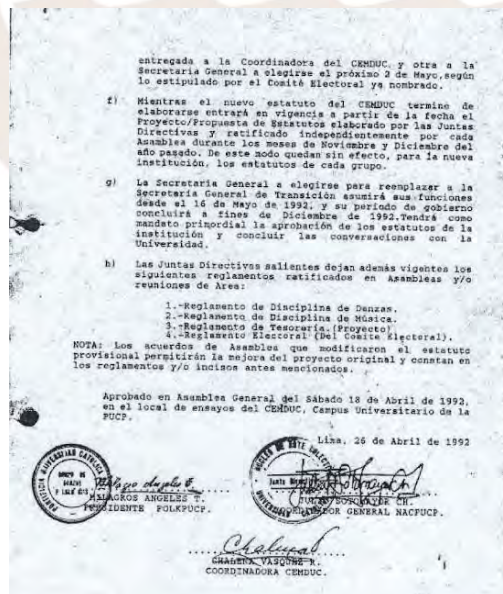 entregada a la Coordinadora del CEMDUC y otra a la
Secretaria General a elegirse el próximo 2 de Mayo, según
lo estipulado por el Comité Electoral ya nombrado.
f) Mientras el nuevo estatuto del CEMDUC termine de
elaborarse entrará en vigencia a partir de la fecha el
Proyecto/Propuesta de Estatutos elaborado por las Juntas
Directivas y ratificado independientemente por cada
Asamblea durante los meses de Noviembre y Diciembre del
año pasado. De este modo quedan sin efecto, para la nueva
institución, los estatutos de cada grupo.
g) La Secretaria General a elegirse para reemplazar a la
Secretaria General de Transición asumirá sus funciones
desde el 16 de Mayo de 1992, y su período de gobierno
concluirá a fines de Diciembre de 1992. Tendrá como
mandato primordial la aprobación de los estatutos de la
institución y concluir las conversaciones con la
Universidad.
h) Las Juntas Directivas salientes dejan además vigentes los
siguientes reglamentos ratificados en Asambleas y/o
reuniones de Area:
1.-Reglamento de Disciplina de Danzas.
2.-Reglamento de Disciplina de Música.
3.-Reglamento de Tesorería.(Proyecto)
4.-Reglamento Electoral (Del Comite Electoral).
NOTA: Los acuerdos de Asamblea que modificaron el estatuto
provisional permitirán la mejora del proyecto original y constan en
los reglamentos y/o incisos antes mencionados.
Aprobado en Asamblea General del Sábado 18 de Abril de 1992,
en el local de ensayos del CEMDUC, Campus Universitario de la
PUCP.
Lima, 26 de Abril de 1992
MILAGROS ANGELES T.
PRESIDENTE FOLKPUCP.
COORDINADOR GENERAL NACPUCP.
CHALENA VASQUEZ R.
COORDINADORA CEMDUC.